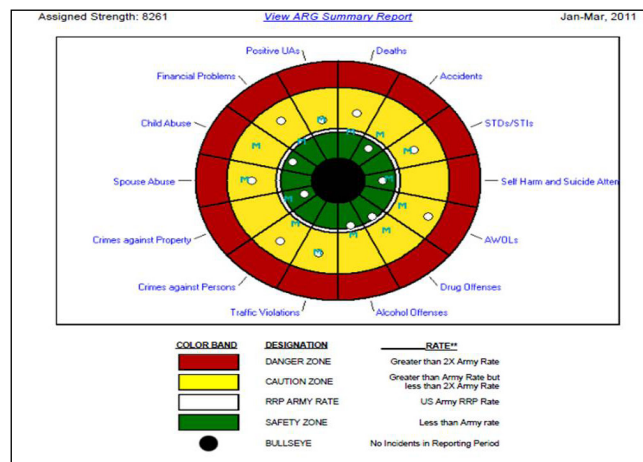 Assigned Strength: 8261
View ARG Summary Report
Jan-Mar, 2011
Positive UAs
Deaths
Financial Problems
Accidents
Child Abuse
STDs/STIs
Spouse Abuse
Self Harm and Suicide Atten
Crimes against Property
AWOLs
Crimes against Persons
Drug Offenses
Traffic Violations
Alcohol Offenses
M
M
M
M
M
M
M
M
M
M
M
M
M
M
COLOR BAND
DESIGNATION
RATE**
DANGER ZONE
Greater than 2X Army Rate
CAUTION ZONE
Greater than Army Rate but
less than 2X Army Rate
RRP ARMY RATE
US Army RRP Rate
SAFETY ZONE
Less than Army rate
BULLSEYE
No Incidents in Reporting Period